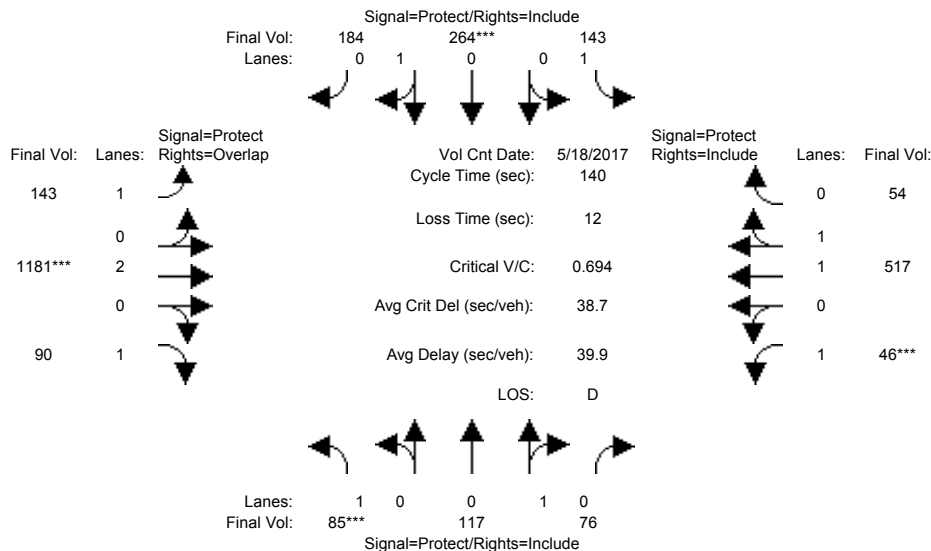 Signal=Protect/Rights=Include
Final Vol: 184 264*** 143
Lanes: 0 1 0 0 1
Signal=Protect Signal=Protect
Final Vol: Lanes: Rights=Overlap Vol Cnt Date: 5/18/2017 Rights=Include Lanes: Final Vol:
Cycle Time (sec): 140
143 1 0 54
Loss Time (sec): 12
0 1
1181*** 2 Critical V/C: 0.694 1 517
0 Avg Crit Del (sec/veh): 38.7 0
90 1 Avg Delay (sec/veh): 39.9 1 46***
LOS: D
Lanes: 1 0 0 1 0
Final Vol: 85*** 117 76
Signal=Protect/Rights=Include